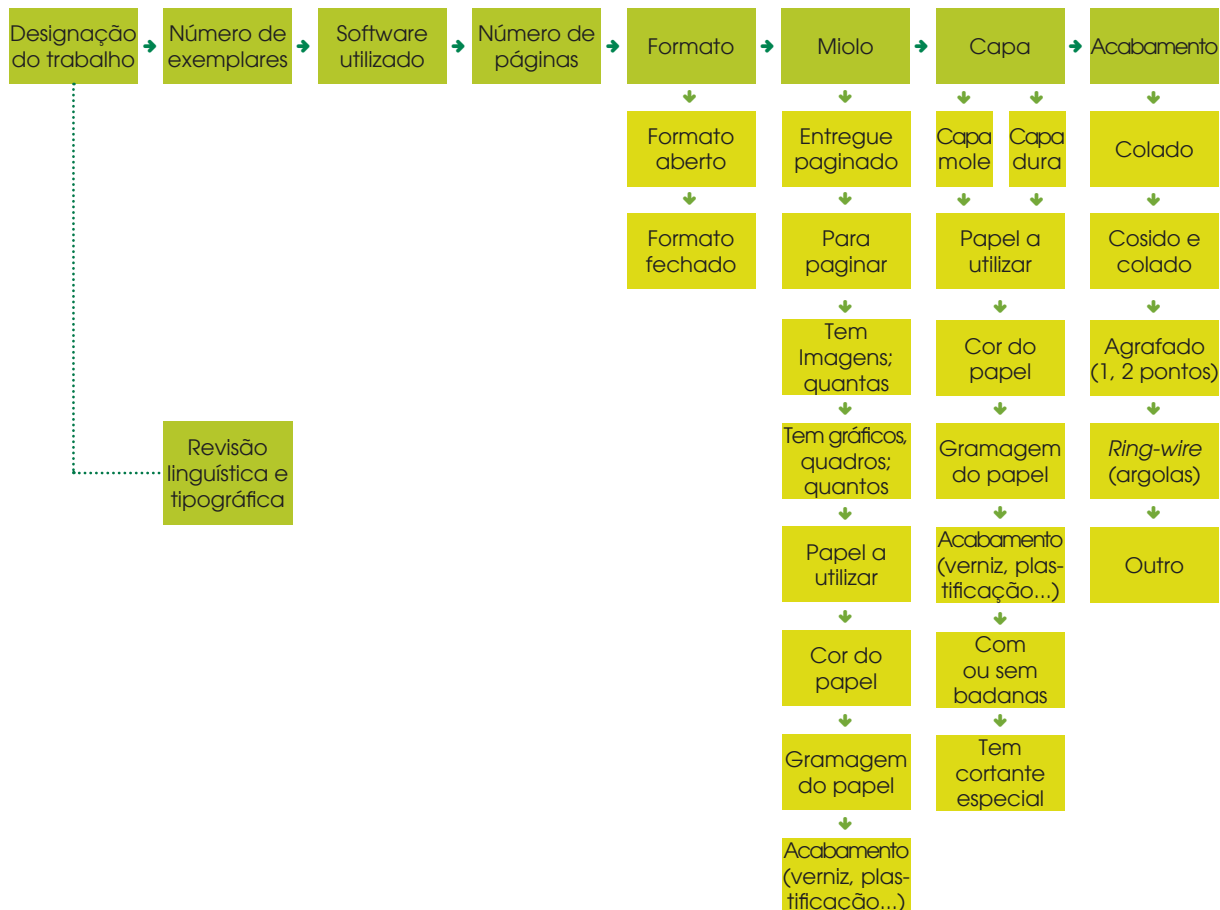 Designação
do trabalho
Número de
exemplares
Software
utilizado
Número de
páginas
Formato
Miolo
Capa
Acabamento
Formato
aberto
Formato
fechado
Entregue
paginado
Para
paginar
Tem
Imagens;
quantas
Tem gráficos,
quadros;
quantos
Papel a
utilizar
Cor do
papel
Gramagem
do papel
Acabamento
(verniz, plas-
tificação...)
Capa
mole
Capa
dura
Papel a
utilizar
Cor do
papel
Gramagem
do papel
Acabamento
(verniz, plas-
tificação...)
Com
ou sem
badanas
Tem
cortante
especial
Colado
Cosido e
colado
Agrafado
(1, 2 pontos)
Ring-wire
(argolas)
Outro
Revisão
linguística e
tipográfica